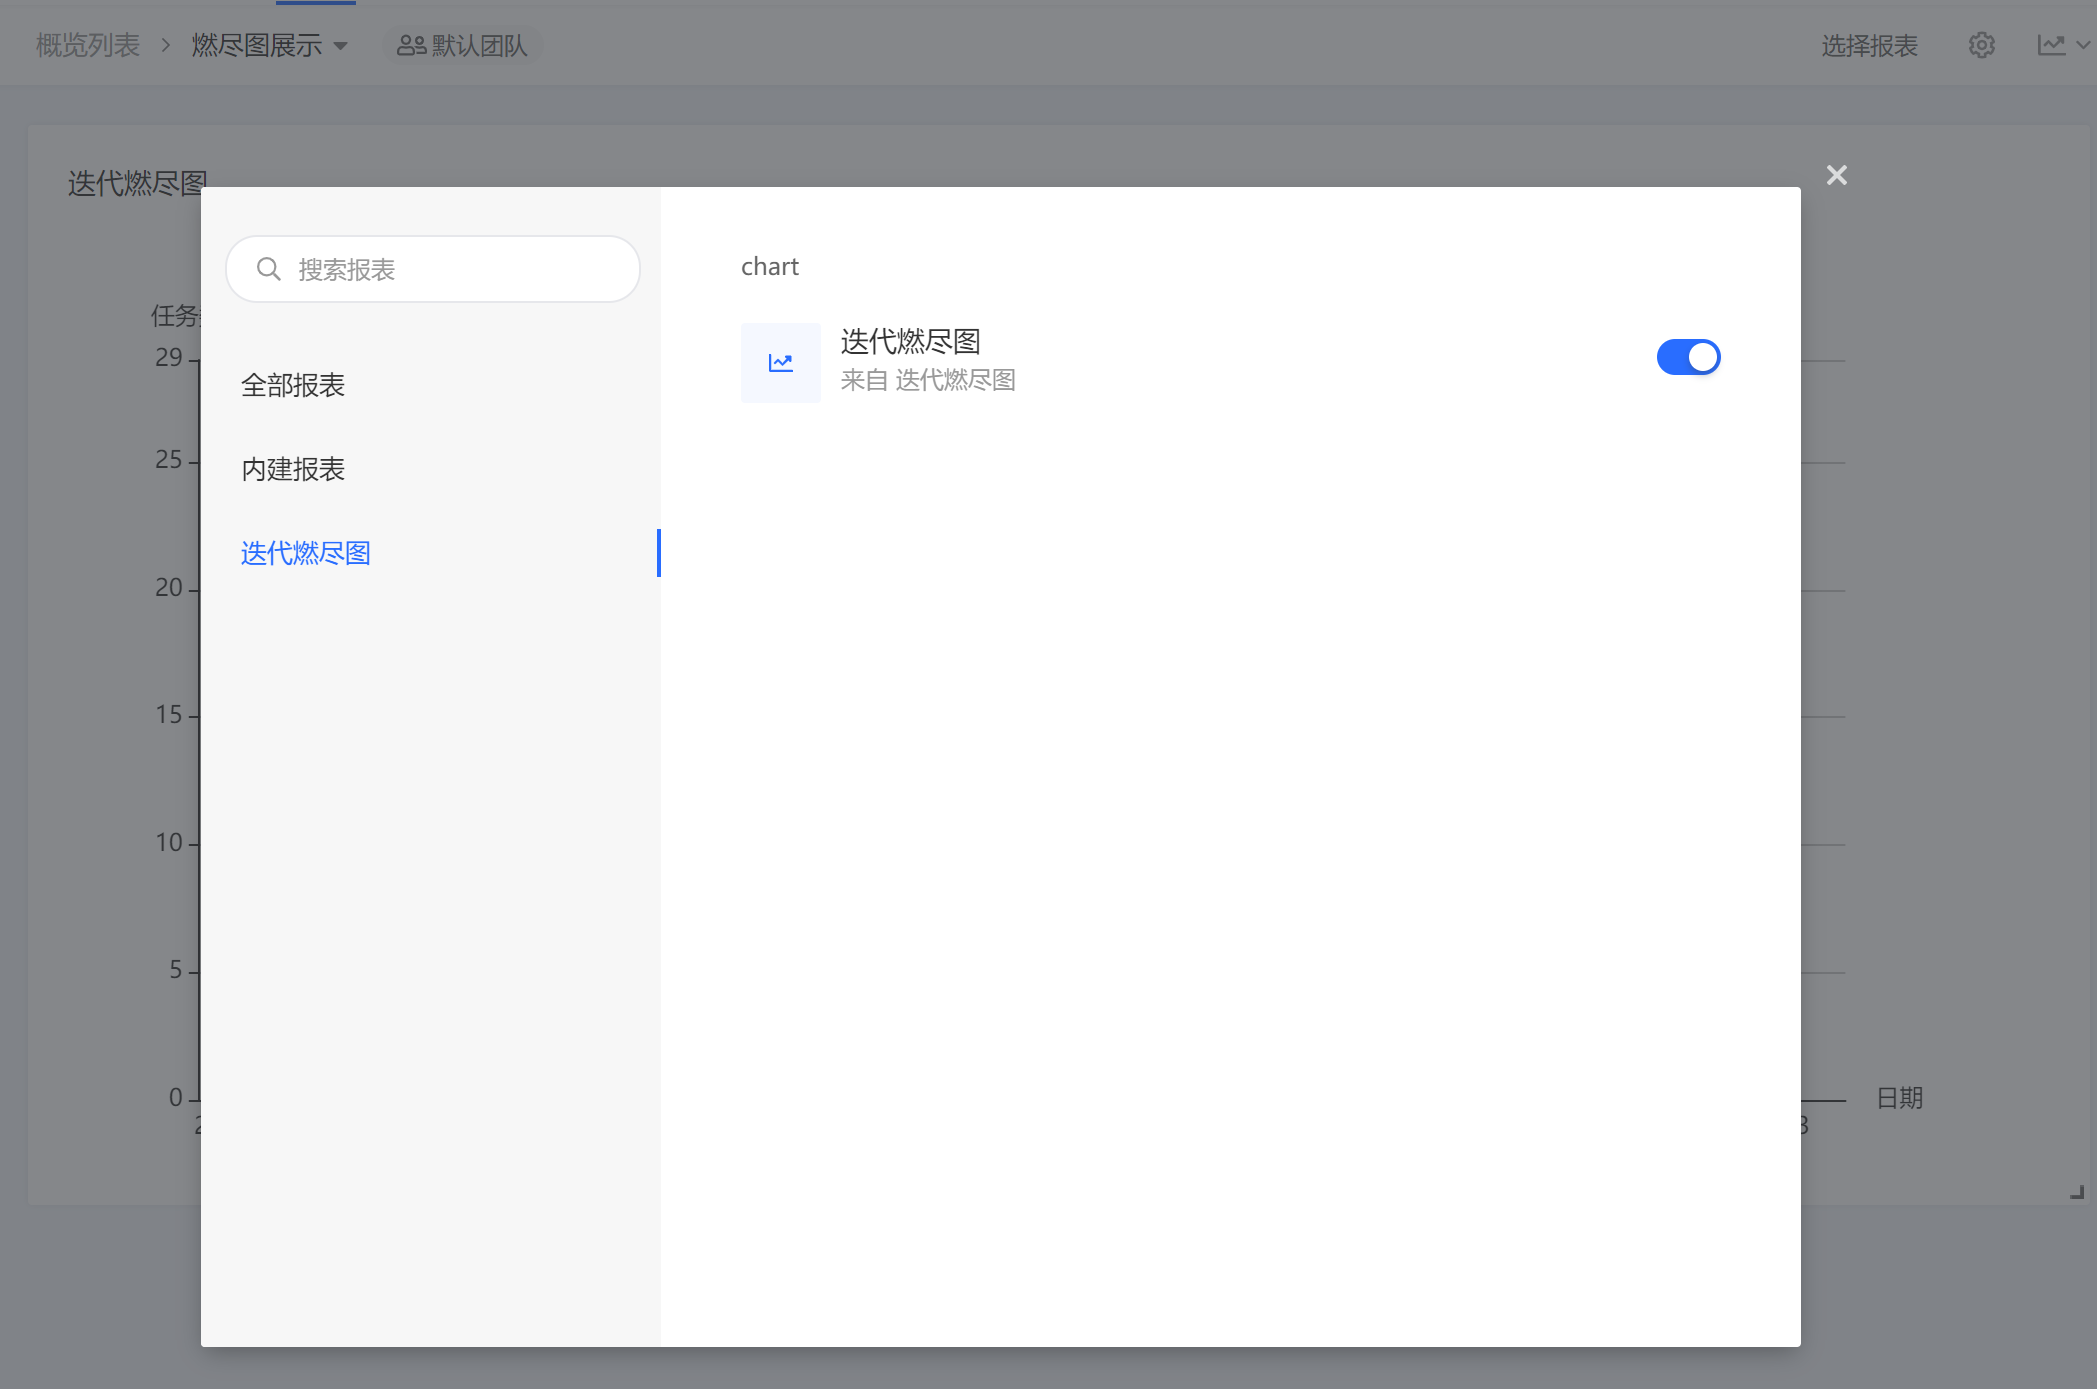 概览列表 > 燃尽图展示 默认团队 选择报表
迭代燃尽图
搜索报表
全部报表
内建报表
迭代燃尽图
chart
迭代燃尽图
来自 迭代燃尽图
任务
29
25
20
15
10
5
0
日期